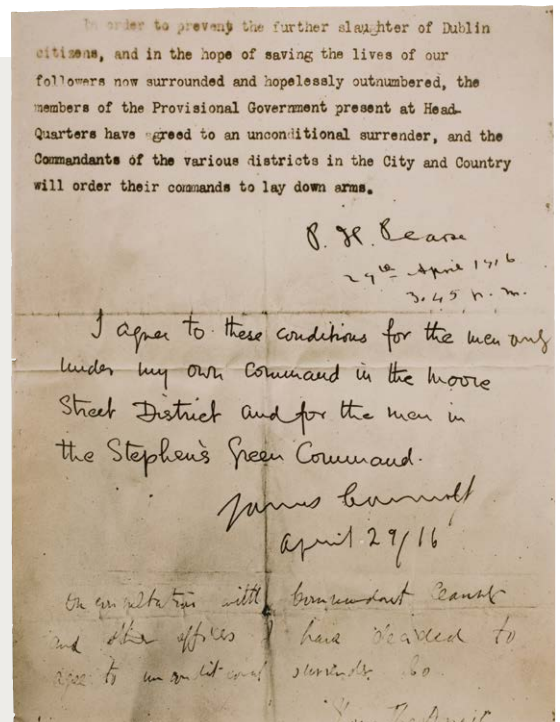 In order to prevent the further slaughter of Dublin
citizens, and in the hope of saving the lives of our
followers now surrounded and hopelessly outnumbered, the
members of the Provisional Government present at Head-
Quarters have agreed to an unconditional surrender, and the
Commandants of the various districts in the City and Country
will order their commands to lay down arms.
P. H. Pearse
29th April 1916
3.45 p.m.
I agree to these conditions for the men only
under my own Command in the Moore
Street District and for the men in
the Stephen's Green Command.
James Connolly
April 29/16
On consultation with Commandant Ceannt
and other officers I have decided to
agree to unconditional surrender